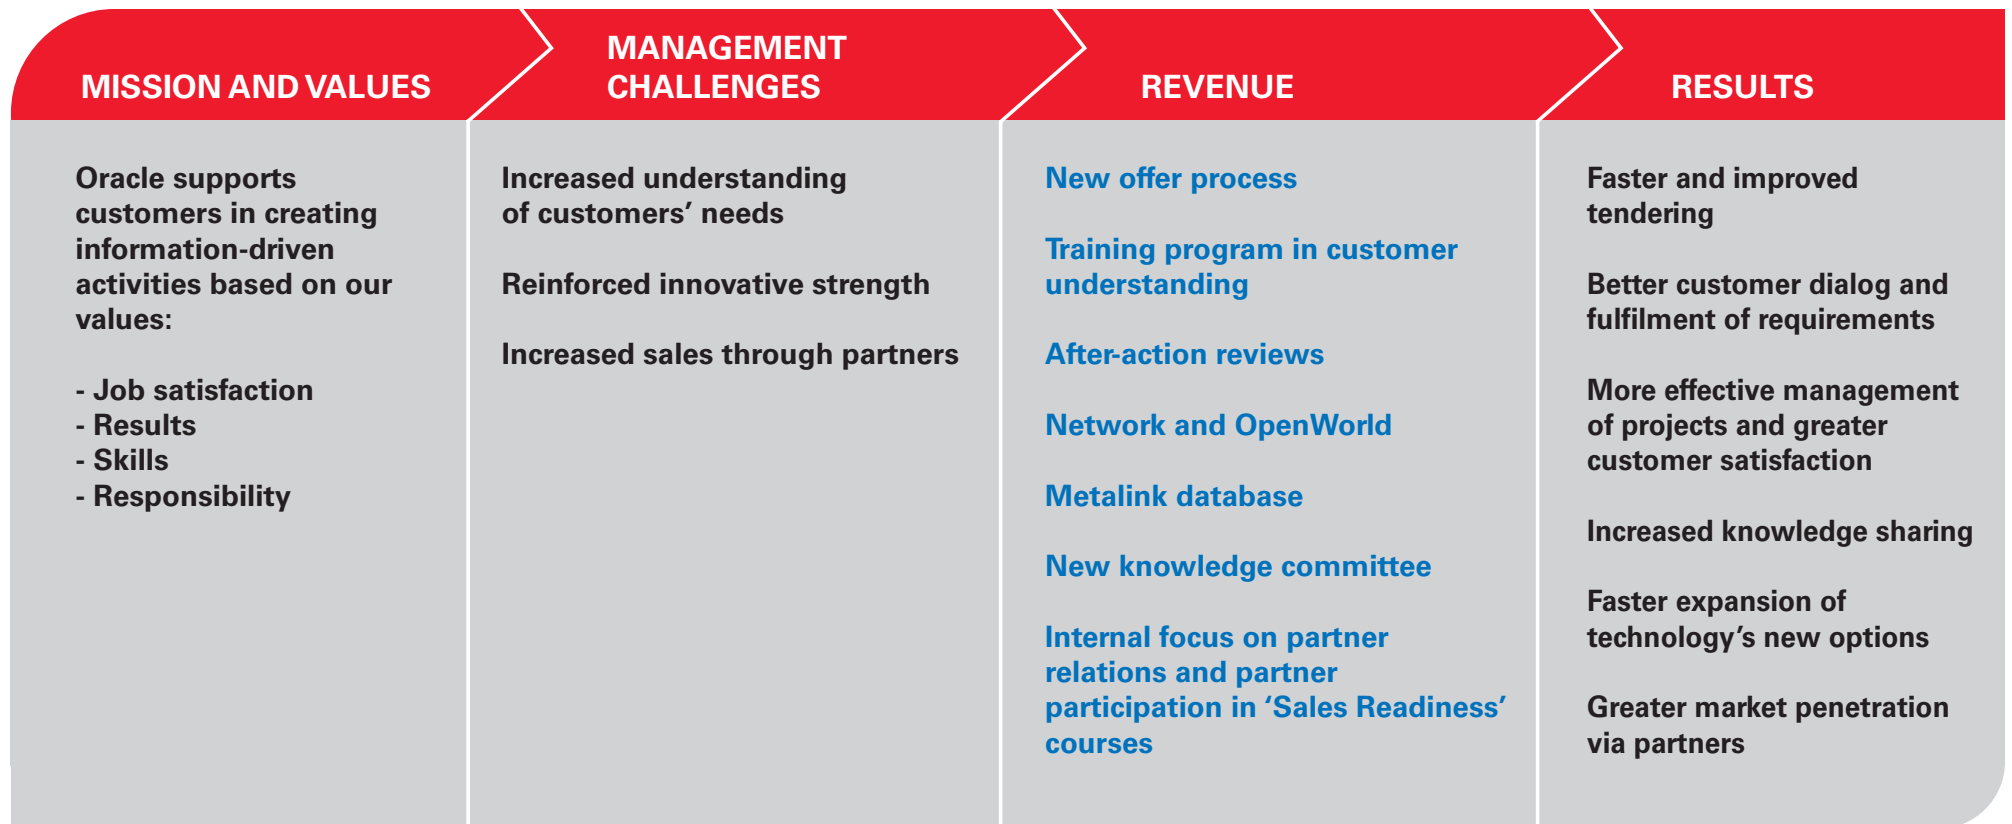 MISSION AND VALUES
Oracle supports
customers in creating
information-driven
activities based on our
values:
- Job satisfaction
- Results
- Skills
- Responsibility
MANAGEMENT
CHALLENGES
Increased understanding
of customers’ needs
Reinforced innovative strength
Increased sales through partners
REVENUE
New offer process
Training program in customer
understanding
After-action reviews
Network and OpenWorld
Metalink database
New knowledge committee
Internal focus on partner
relations and partner
participation in ‘Sales Readiness’
courses
RESULTS
Faster and improved
tendering
Better customer dialog and
fulfilment of requirements
More effective management
of projects and greater
customer satisfaction
Increased knowledge sharing
Faster expansion of
technology’s new options
Greater market penetration
via partners